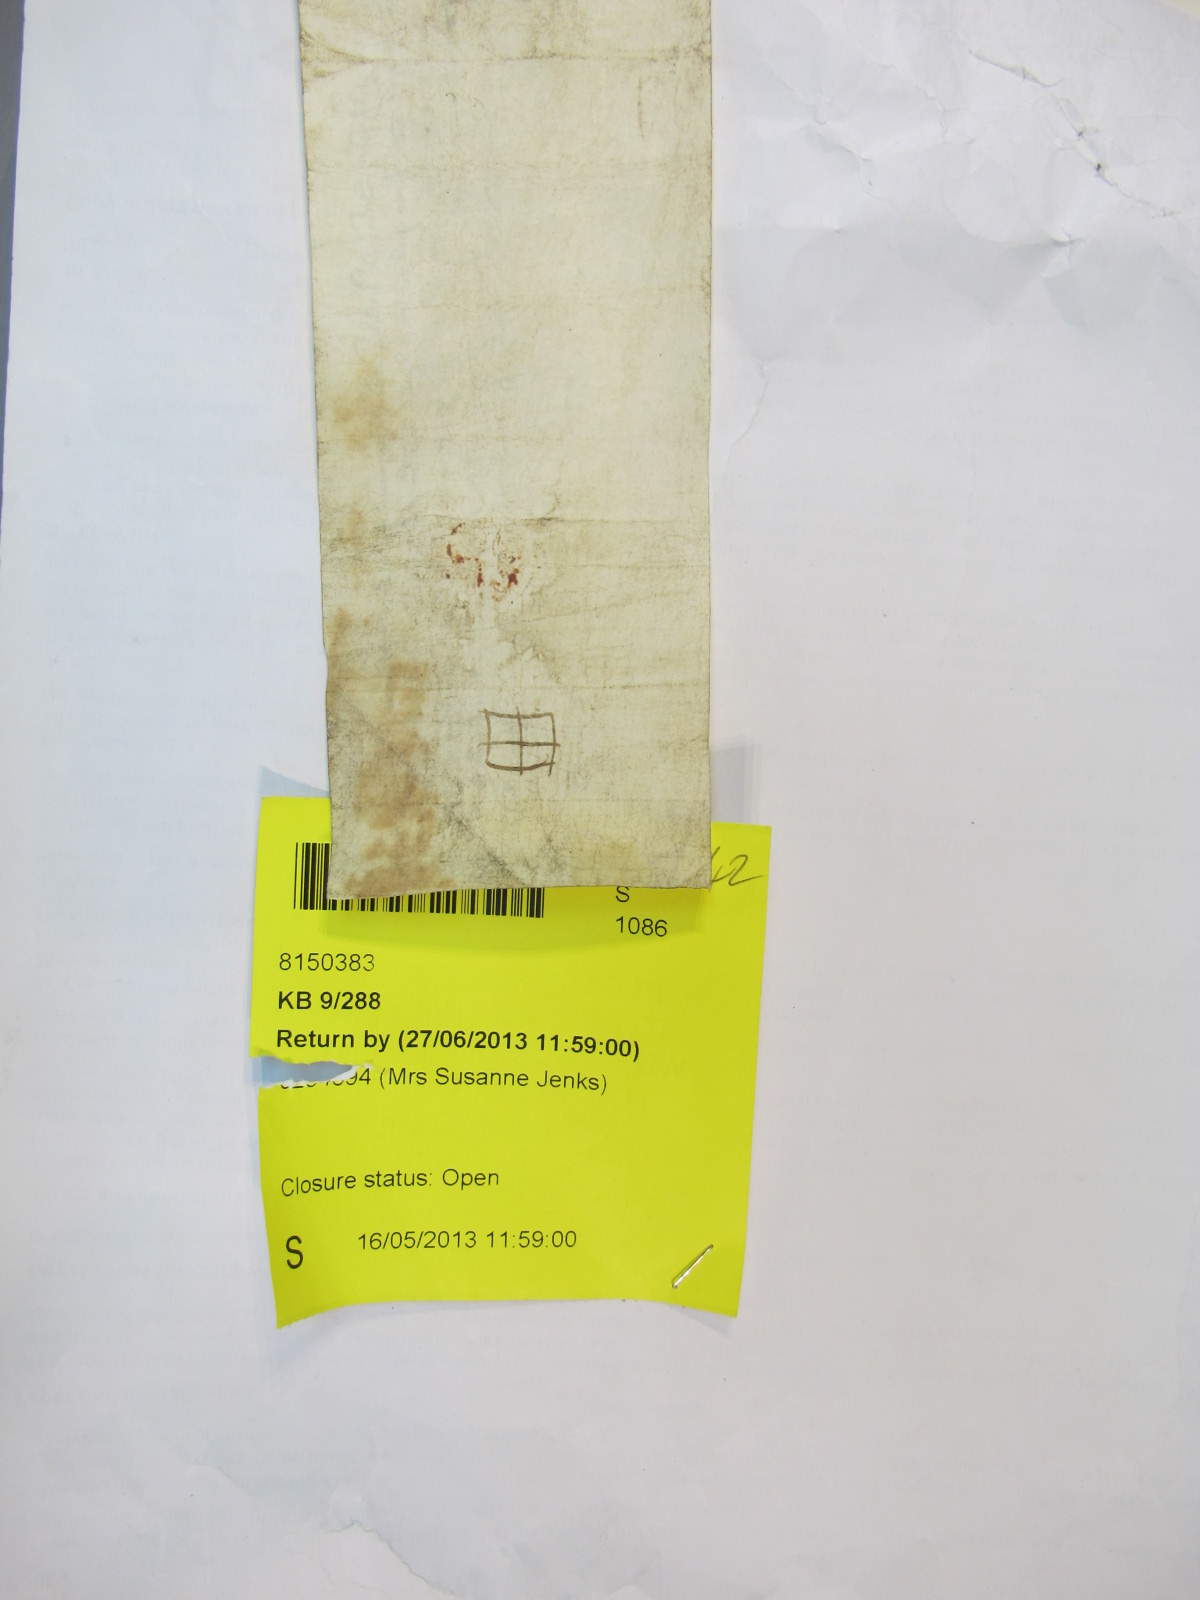 42
S
1086
8150383
KB 9/288
Return by (27/06/2013 11:59:00)
(Mrs Susanne Jenks)
Closure status: Open
S 16/05/2013 11:59:00